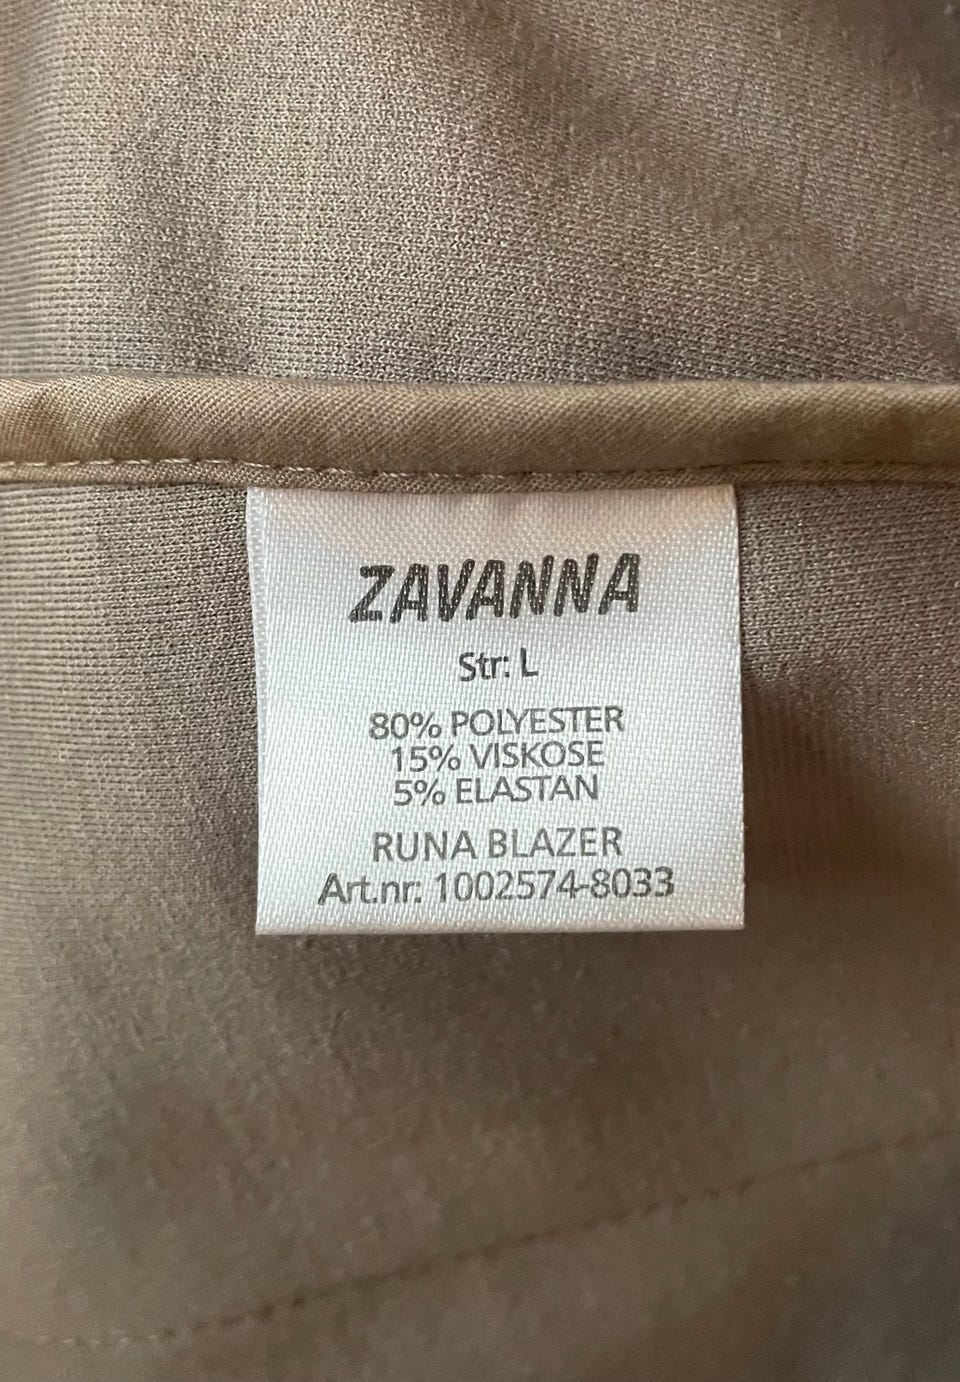 ZAVANNA
Str: L
80% POLYESTER
15% VISKOSE
5% ELASTAN
RUNA BLAZER
Art.nr: 1002574-8033